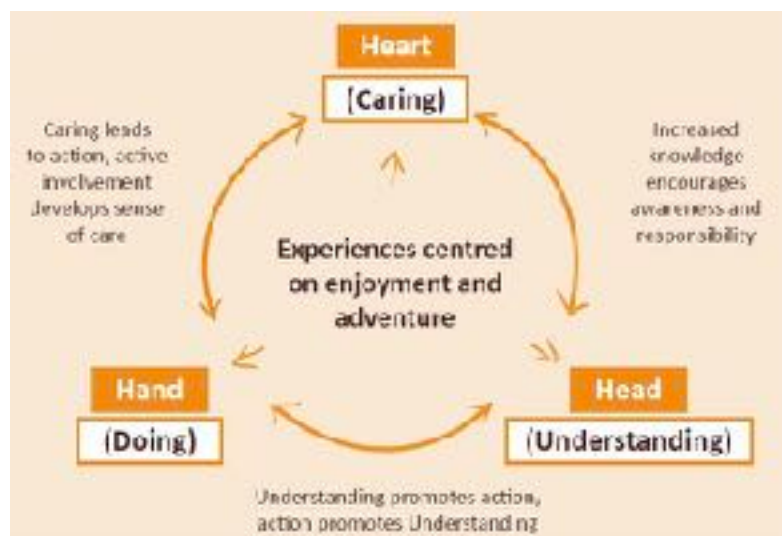 Heart
(Caring)
Caring leads
to action, active
involvement
develops sense
of care
Increased
knowledge
encourages
awareness and
responsibility
Experiences centred
on enjoyment and
adventure
Hand
(Doing)
Head
(Understanding)
Understanding promotes action,
action promotes Understanding